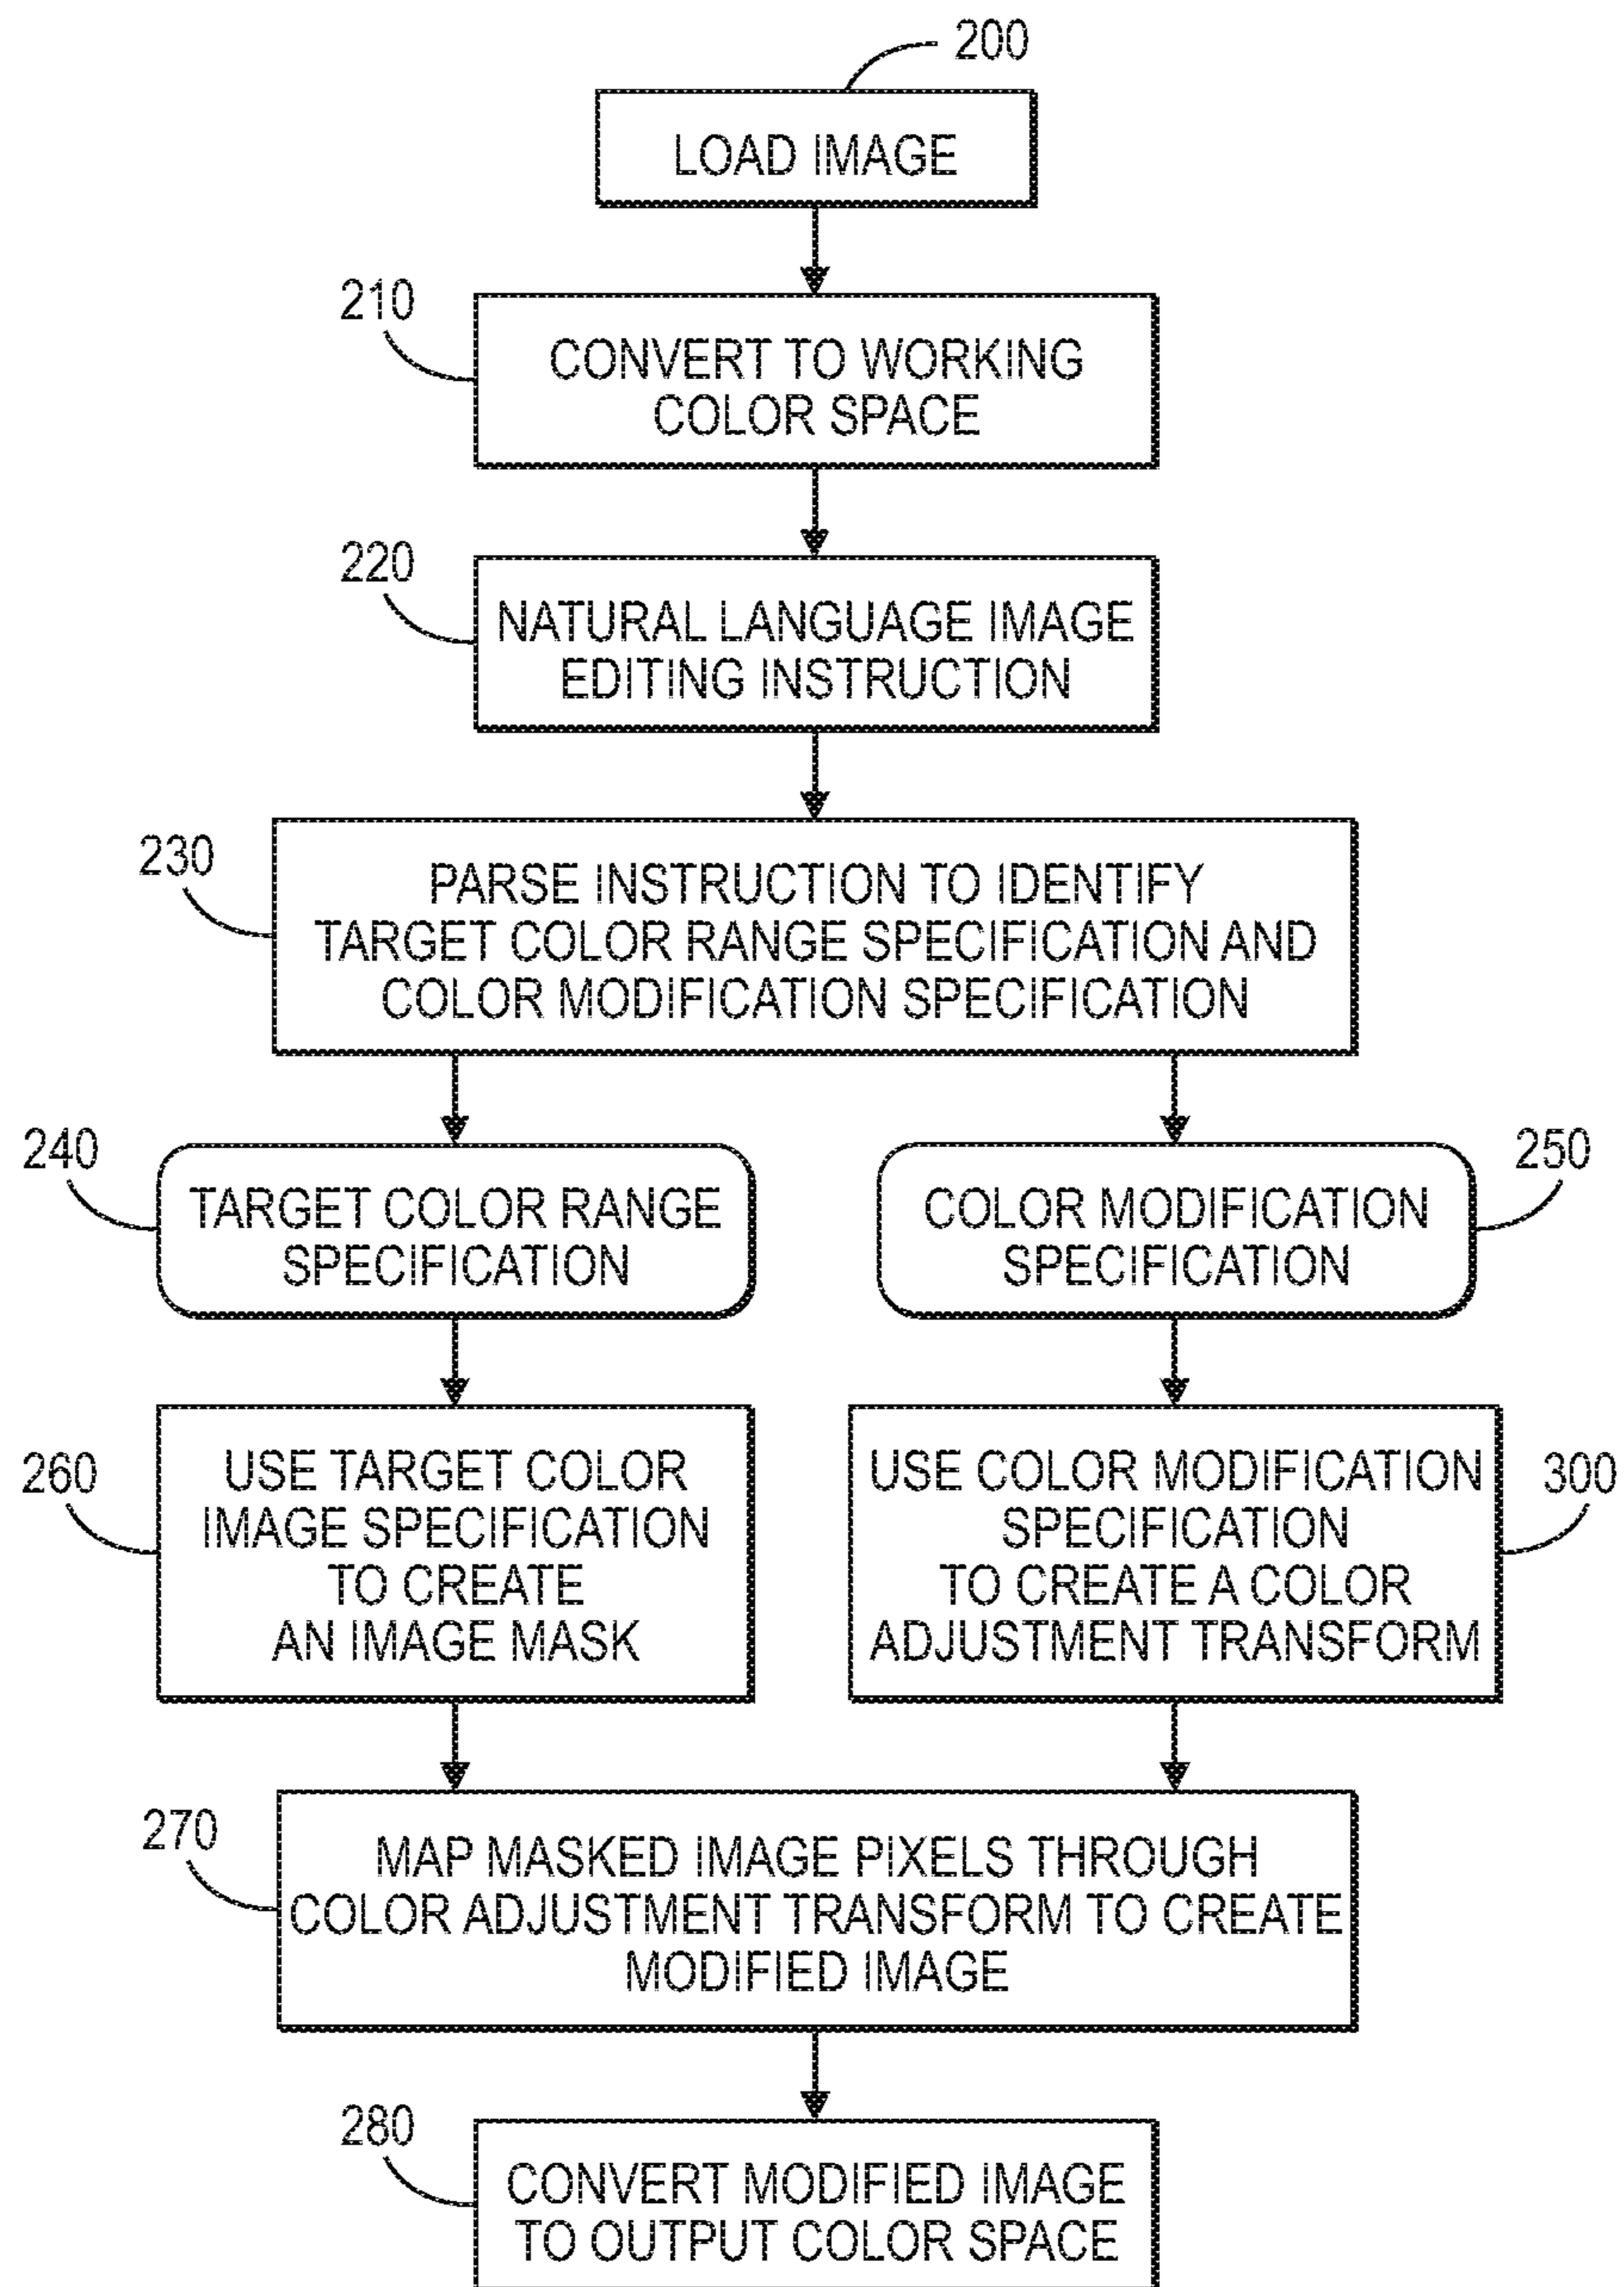 200
LOAD IMAGE
210
CONVERT TO WORKING
COLOR SPACE
220
NATURAL LANGUAGE IMAGE
EDITING INSTRUCTION
230
PARSE INSTRUCTION TO IDENTIFY
TARGET COLOR RANGE SPECIFICATION AND
COLOR MODIFICATION SPECIFICATION
240
TARGET COLOR RANGE
SPECIFICATION
250
COLOR MODIFICATION
SPECIFICATION
260
USE TARGET COLOR
IMAGE SPECIFICATION
TO CREATE
AN IMAGE MASK
300
USE COLOR MODIFICATION
SPECIFICATION
TO CREATE A COLOR
ADJUSTMENT TRANSFORM
270
MAP MASKED IMAGE PIXELS THROUGH
COLOR ADJUSTMENT TRANSFORM TO CREATE
MODIFIED IMAGE
280
CONVERT MODIFIED IMAGE
TO OUTPUT COLOR SPACE